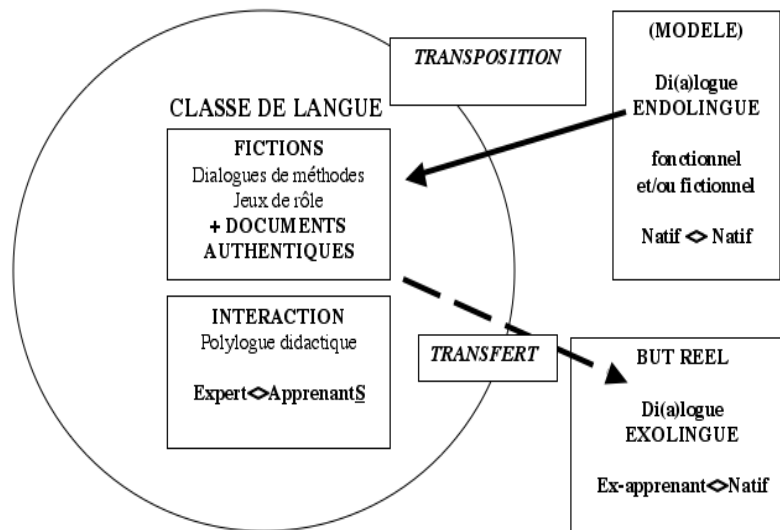 TRANSPOSITION
(MODELE)
Di(a)logue
ENDOLINGUE
fonctionnel
et/ou fictionnel
Natif <> Natif
CLASSE DE LANGUE
FICTIONS
Dialogues de méthodes
Jeux de rôle
+ DOCUMENTS
AUTHENTIQUES
INTERACTION
Polylogue didactique
Expert<>ApprenantS
TRANSFERT
BUT REEL
Di(a)logue
EXOLINGUE
Ex-apprenant<>Natif